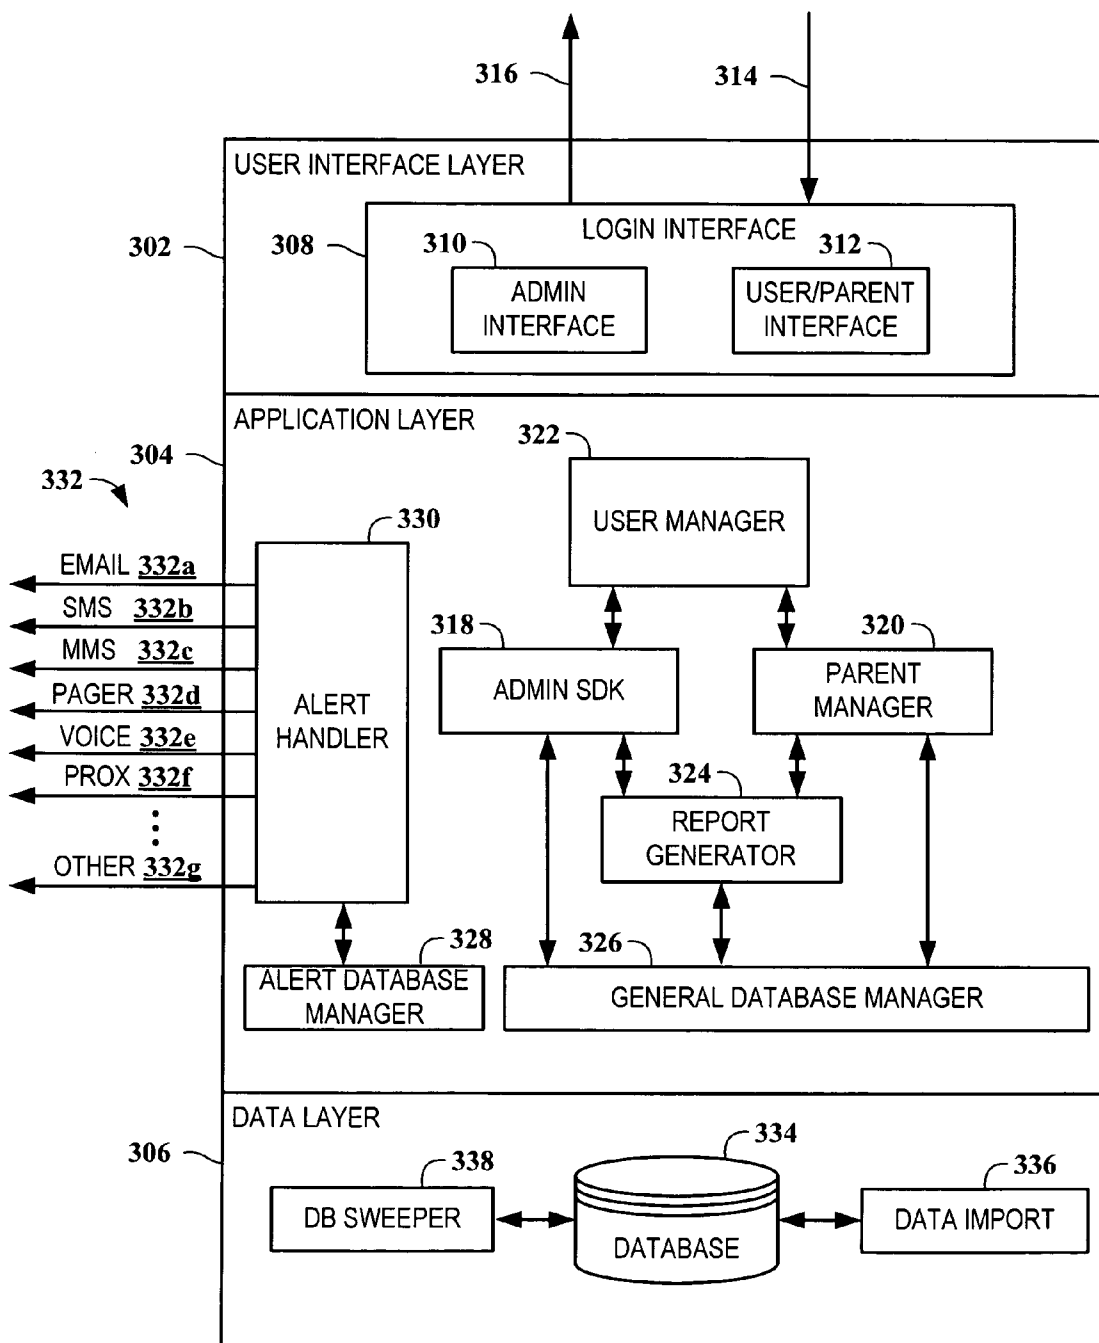 316
314
USER INTERFACE LAYER
302
308
LOGIN INTERFACE
310
312
ADMIN
INTERFACE
USER/PARENT
INTERFACE
APPLICATION LAYER
304
322
332
USER MANAGER
330
EMAIL 332a
SMS 332b
MMS 332c
PAGER 332d
VOICE 332e
PROX 332f
OTHER 332g
ALERT
HANDLER
318
320
ADMIN SDK
PARENT
MANAGER
324
REPORT
GENERATOR
328
326
ALERT DATABASE
MANAGER
GENERAL DATABASE MANAGER
DATA LAYER
306
338
334
336
DB SWEEPER
DATABASE
DATA IMPORT